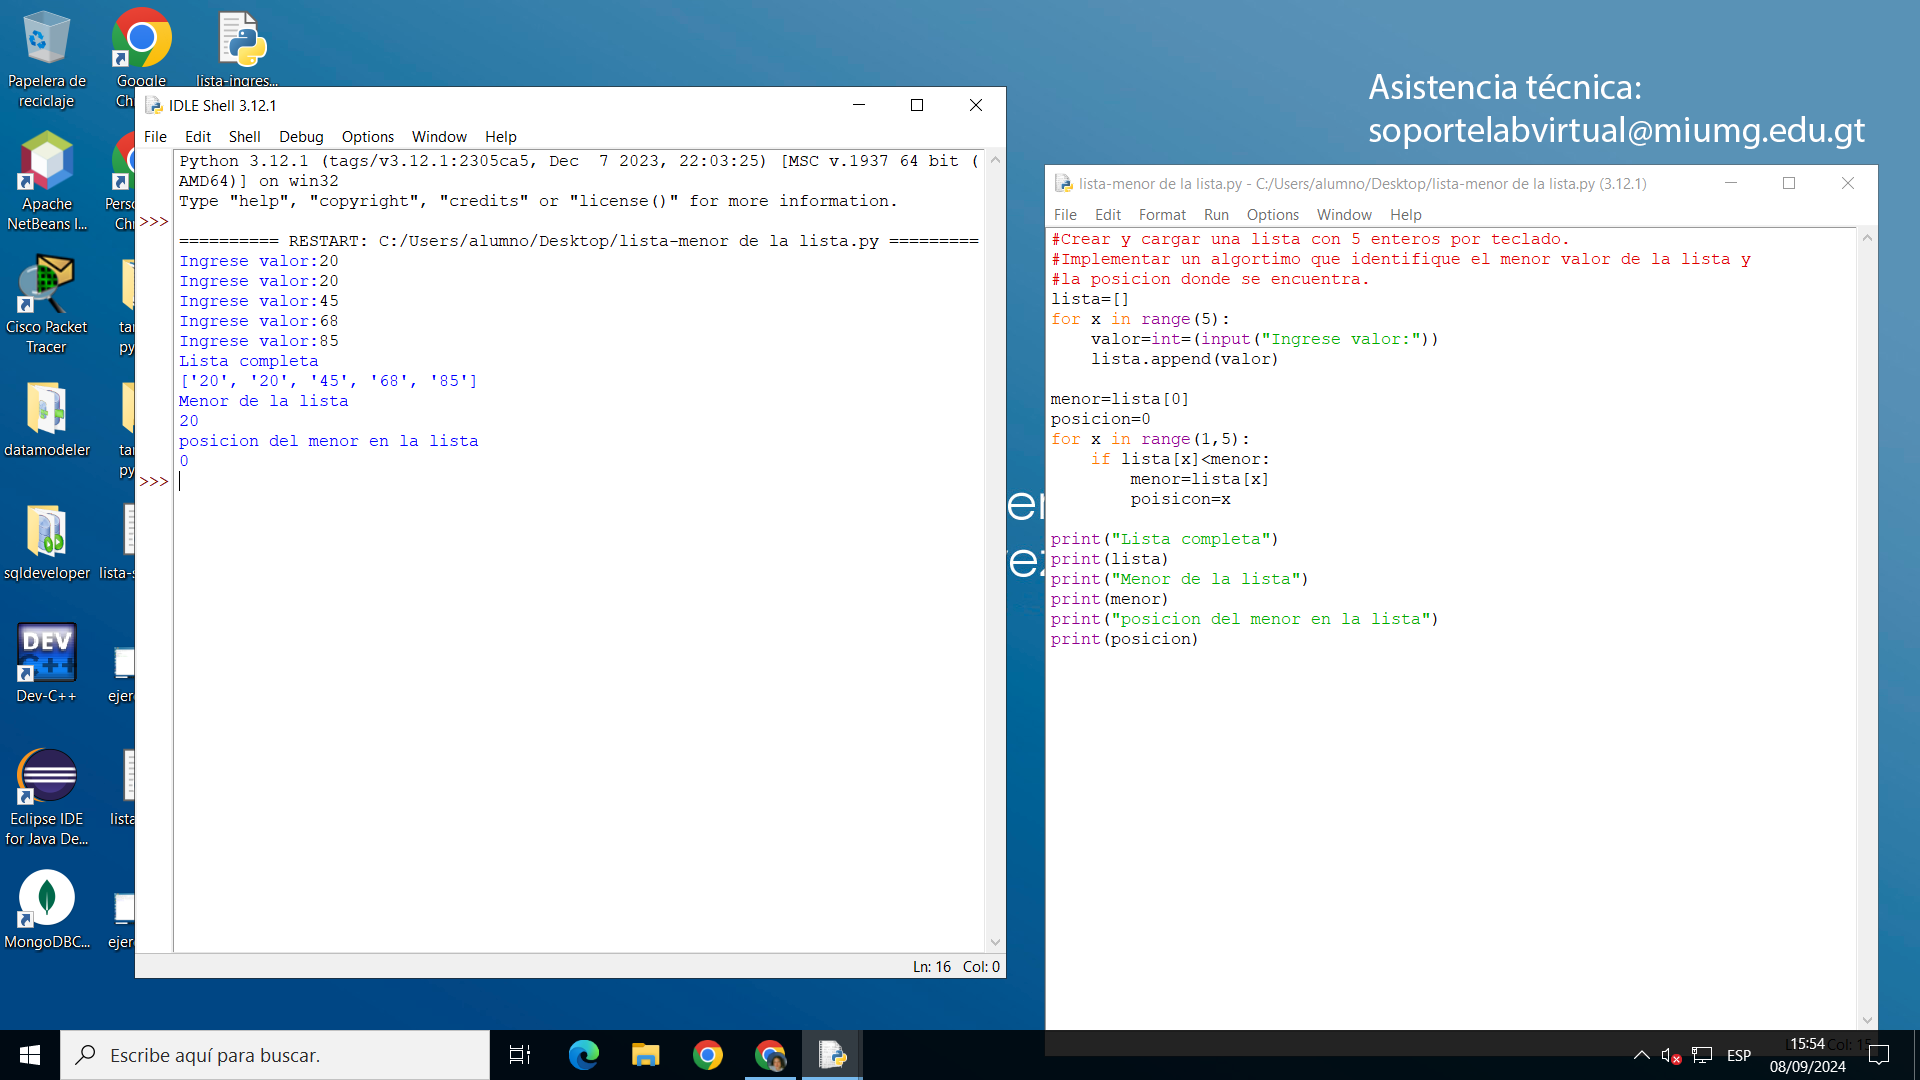 Papelera de
reciclaje
Google
Ch
lista-ingres...
Apache
NetBeans I...
Perso
Ch
Cisco Packet
Tracer
tar
py
datamodeler
tar
py
sqldeveloper
lista-s
Dev-C++
ejer
Eclipse IDE
for Java De...
lista
MongoDBC...
ejer
IDLE Shell 3.12.1
File Edit Shell Debug Options Window Help
Python 3.12.1 (tags/v3.12.1:2305ca5, Dec  7 2023, 22:03:25) [MSC v.1937 64 bit (
AMD64)] on win32
Type "help", "copyright", "credits" or "license()" for more information.
>>>
========== RESTART: C:/Users/alumno/Desktop/lista-menor de la lista.py =========
Ingrese valor:20
Ingrese valor:20
Ingrese valor:45
Ingrese valor:68
Ingrese valor:85
Lista completa
['20', '20', '45', '68', '85']
Menor de la lista
20
posicion del menor en la lista
0
>>>
Ln: 16 Col: 0
Asistencia técnica:
soportelabvirtual@miumg.edu.gt
er
ez
lista-menor de la lista.py - C:/Users/alumno/Desktop/lista-menor de la lista.py (3.12.1)
File Edit Format Run Options Window Help
#Crear y cargar una lista con 5 enteros por teclado.
#Implementar un algortimo que identifique el menor valor de la lista y
#la posicion donde se encuentra.
lista=[]
for x in range(5):
    valor=int=(input("Ingrese valor:"))
    lista.append(valor)
menor=lista[0]
posicion=0
for x in range(1,5):
    if lista[x]<menor:
        menor=lista[x]
        poisicon=x
print("Lista completa")
print(lista)
print("Menor de la lista")
print(menor)
print("posicion del menor en la lista")
print(posicion)
Escribe aquí para buscar.
ESP
15:54
08/09/2024